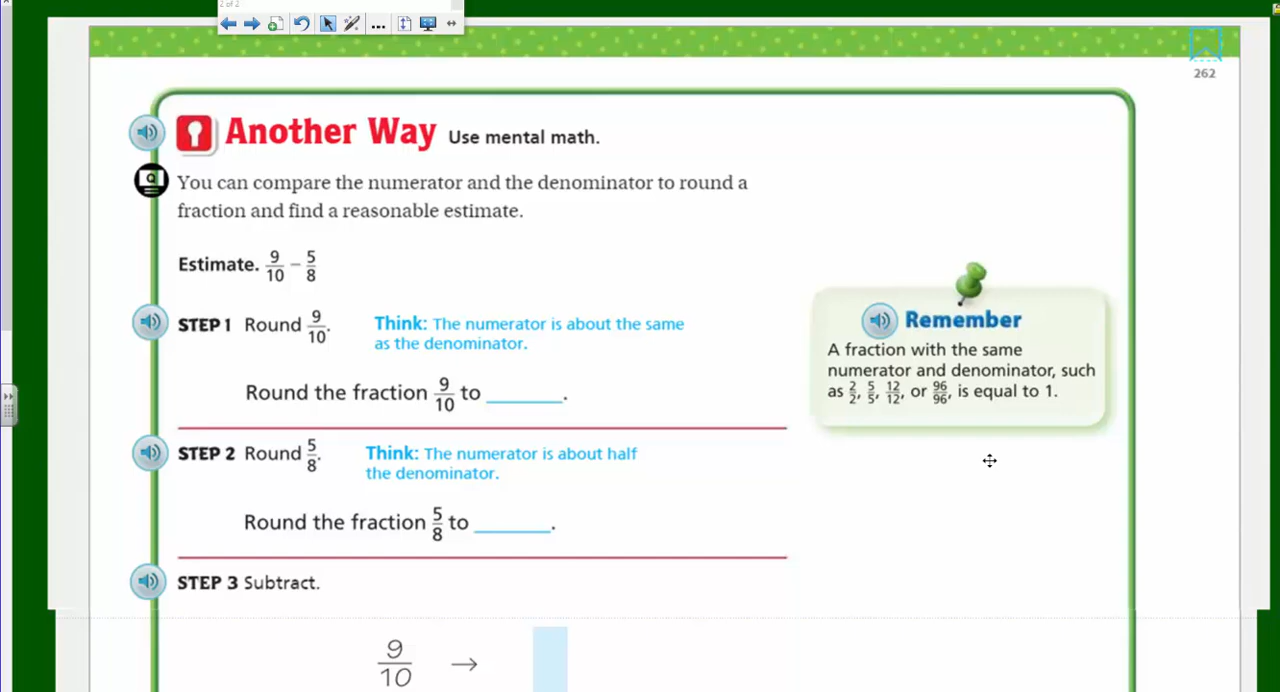 2 of 2
262
Another Way Use mental math.
You can compare the numerator and the denominator to round a
fraction and find a reasonable estimate.
Estimate. 9/10 − 5/8
STEP 1 Round 9/10. Think: The numerator is about the same
as the denominator.
Round the fraction 9/10 to ______.
STEP 2 Round 5/8. Think: The numerator is about half
the denominator.
Round the fraction 5/8 to ______.
STEP 3 Subtract.
9/10 →
Remember
A fraction with the same
numerator and denominator, such
as 2/2, 5/5, 12/12, or 96/96, is equal to 1.